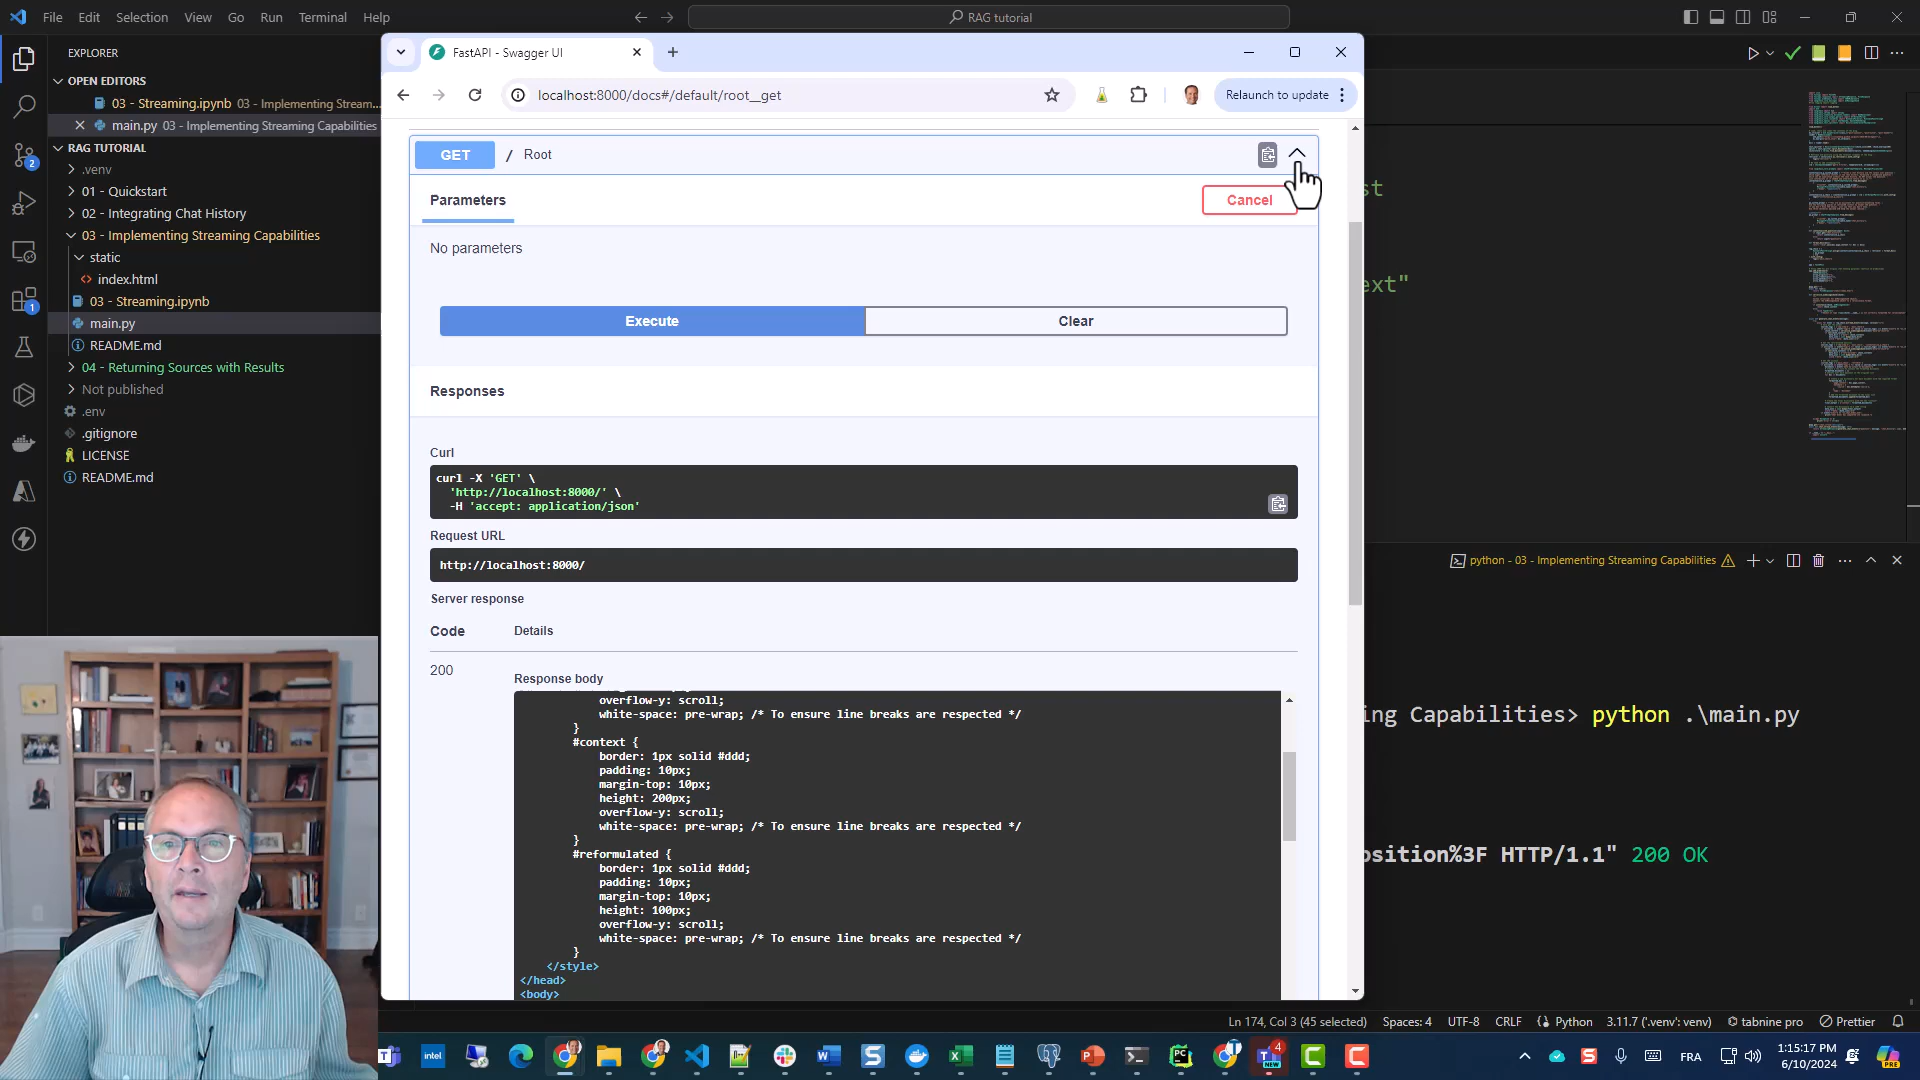 File Edit Selection View Go Run Terminal Help
RAG tutorial
EXPLORER
OPEN EDITORS
03 - Streaming.ipynb 03 - Implementing Stream...
main.py 03 - Implementing Streaming Capabilities
RAG TUTORIAL
.venv
01 - Quickstart
02 - Integrating Chat History
03 - Implementing Streaming Capabilities
static
index.html
03 - Streaming.ipynb
main.py
README.md
04 - Returning Sources with Results
Not published
.env
.gitignore
LICENSE
README.md
2
1
FastAPI - Swagger UI
localhost:8000/docs#/default/root__get
Relaunch to update
GET / Root
Parameters
Cancel
No parameters
Execute
Clear
Responses
Curl
curl -X 'GET' \
'http://localhost:8000/' \
-H 'accept: application/json'
Request URL
http://localhost:8000/
Server response
Code Details
200
Response body
overflow-y: scroll;
white-space: pre-wrap; /* To ensure line breaks are respected */
}
#context {
border: 1px solid #ddd;
padding: 10px;
margin-top: 10px;
height: 200px;
overflow-y: scroll;
white-space: pre-wrap; /* To ensure line breaks are respected */
}
#reformulated {
border: 1px solid #ddd;
padding: 10px;
margin-top: 10px;
height: 100px;
overflow-y: scroll;
white-space: pre-wrap; /* To ensure line breaks are respected */
}
</style>
</head>
<body>
st
ext"
python - 03 - Implementing Streaming Capabilities
ing Capabilities> python .\main.py
osition%3F HTTP/1.1" 200 OK
Ln 174, Col 3 (45 selected) Spaces: 4 UTF-8 CRLF Python 3.11.7 ('.venv': venv) tabnine pro Prettier
intel
4
NEW
FRA
1:15:17 PM
6/10/2024
PRE